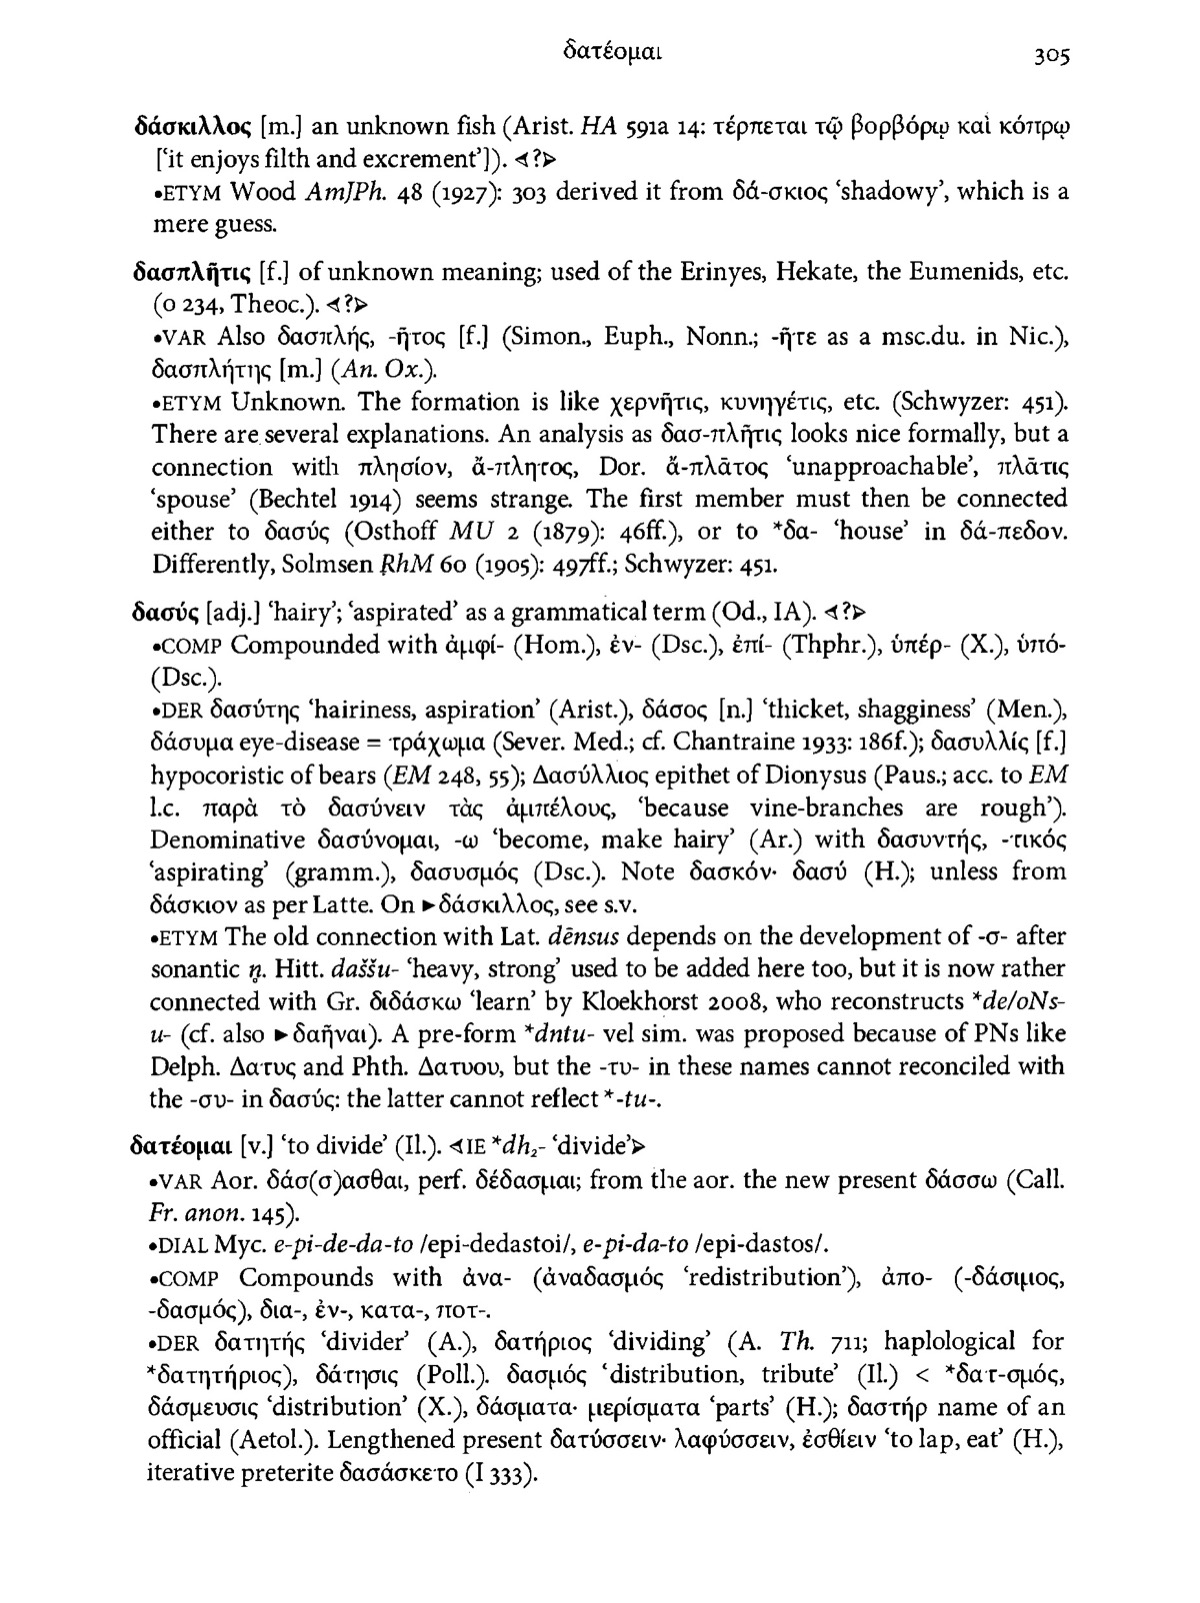 δατέομαι 305
δάσκιλλος [m.] an unknown fish (Arist. HA 591a 14: τέρπεται τῷ βορβόρῳ καὶ κόπρῳ
['it enjoys filth and excrement']). ⊲?⊳
•ETYM Wood AmJPh. 48 (1927): 303 derived it from δά-σκιος ‘shadowy’, which is a
mere guess.
δασπλῆτις [f.] of unknown meaning; used of the Erinyes, Hekate, the Eumenids, etc.
(ο 234, Theoc.). ⊲?⊳
•VAR Also δασπλής, -ῆτος [f.] (Simon., Euph., Nonn.; -ῆτε as a msc.du. in Nic.),
δασπλήτης [m.] (An. Ox.).
•ETYM Unknown. The formation is like χερνῆτις, κυνηγέτις, etc. (Schwyzer: 451).
There are several explanations. An analysis as δασ-πλῆτις looks nice formally, but a
connection with πλησίον, ἄ-πλητος, Dor. ἄ-πλᾱτος ‘unapproachable’, πλᾶτις
‘spouse’ (Bechtel 1914) seems strange. The first member must then be connected
either to δασύς (Osthoff MU 2 (1879): 46ff.), or to *δα- ‘house’ in δά-πεδον.
Differently, Solmsen RhM 60 (1905): 497ff.; Schwyzer: 451.
δασύς [adj.] ‘hairy’; ‘aspirated’ as a grammatical term (Od., IA). ⊲?⊳
•COMP Compounded with ἀμφί- (Hom.), ἐν- (Dsc.), ἐπί- (Thphr.), ὑπέρ- (X.), ὑπό-
(Dsc.).
•DER δασύτης ‘hairiness, aspiration’ (Arist.), δάσος [n.] ‘thicket, shagginess’ (Men.),
δάσυμα eye-disease = τράχωμα (Sever. Med.; cf. Chantraine 1933: 186f.); δασυλλίς [f.]
hypocoristic of bears (EM 248, 55); Δασύλλιος epithet of Dionysus (Paus.; acc. to EM
l.c. παρὰ τὸ δασύνειν τὰς ἀμπέλους, ‘because vine-branches are rough’).
Denominative δασύνομαι, -ω ‘become, make hairy’ (Ar.) with δασυντής, -τικός
‘aspirating’ (gramm.), δασυσμός (Dsc.). Note δασκόν· δασύ (H.); unless from
δάσκιον as per Latte. On ►δάσκιλλος, see s.v.
•ETYM The old connection with Lat. dēnsus depends on the development of -σ- after
sonantic n̥. Hitt. daššu- ‘heavy, strong’ used to be added here too, but it is now rather
connected with Gr. διδάσκω ‘learn’ by Kloekhorst 2008, who reconstructs *de/oNs-
u- (cf. also ►δαῆναι). A pre-form *dntu- vel sim. was proposed because of PNs like
Delph. Δατυς and Phth. Δατυου, but the -τυ- in these names cannot reconciled with
the -συ- in δασύς: the latter cannot reflect *-tu-.
δατέομαι [v.] ‘to divide’ (Il.). ⊲IE *dh₂- ‘divide’⊳
•VAR Aor. δάσ(σ)ασθαι, perf. δέδασμαι; from the aor. the new present δάσσω (Call.
Fr. anon. 145).
•DIAL Myc. e-pi-de-da-to /epi-dedastoi/, e-pi-da-to /epi-dastos/.
•COMP Compounds with ἀνα- (ἀναδασμός ‘redistribution’), ἀπο- (-δάσιμος,
-δασμός), δια-, ἐν-, κατα-, ποτ-.
•DER δατητής ‘divider’ (A.), δατήριος ‘dividing’ (A. Th. 711; haplological for
*δατητήριος), δάτησις (Poll.). δασμός ‘distribution, tribute’ (Il.) < *δατ-σμός,
δάσμευσις ‘distribution’ (X.), δάσματα· μερίσματα ‘parts’ (H.); δαστήρ name of an
official (Aetol.). Lengthened present δατύσσειν· λαφύσσειν, ἐσθίειν ‘to lap, eat’ (H.),
iterative preterite δασάσκετο (Ι 333).